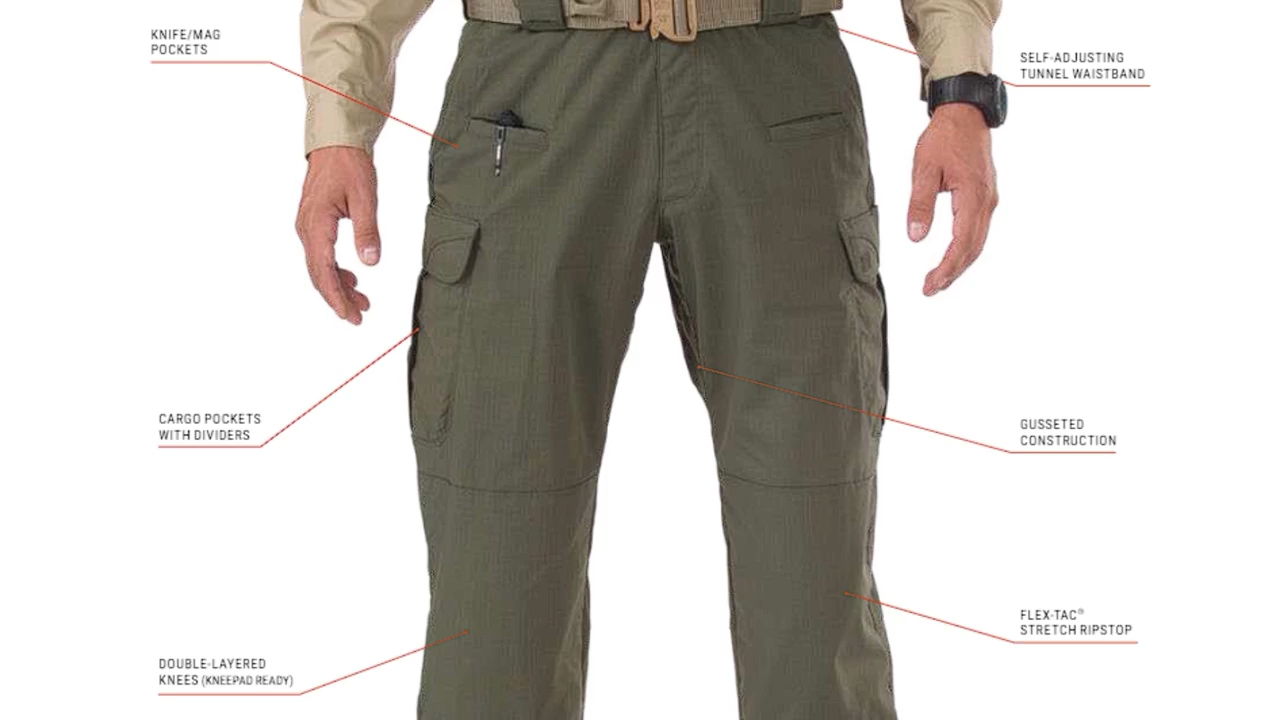 KNIFE/MAG
POCKETS
SELF-ADJUSTING
TUNNEL WAISTBAND
CARGO POCKETS
WITH DIVIDERS
GUSSETED
CONSTRUCTION
FLEX-TAC®
STRETCH RIPSTOP
DOUBLE-LAYERED
KNEES (KNEEPAD READY)